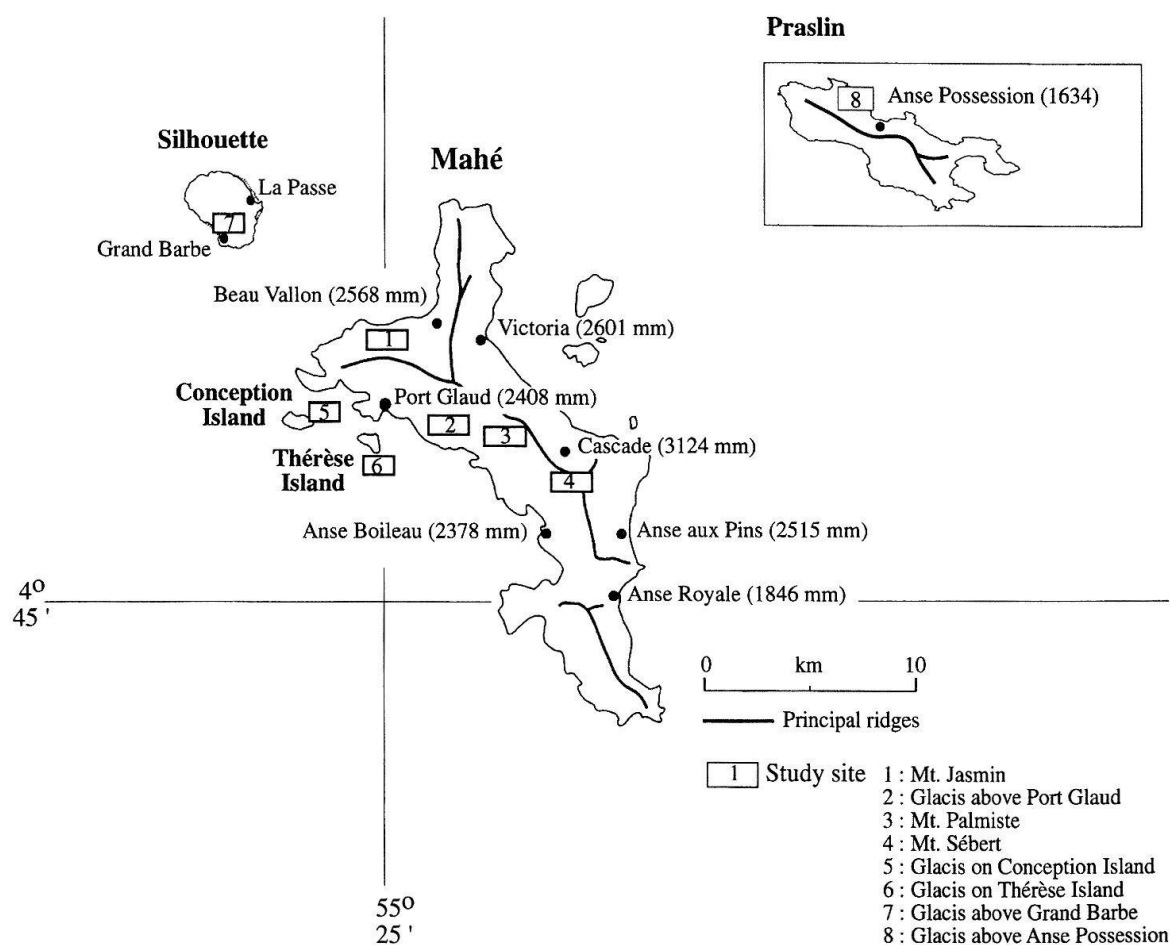 Praslin
8
Anse Possession (1634)
Silhouette
La Passe
7
Grand Barbe
Mahé
Beau Vallon (2568 mm)
1
Victoria (2601 mm)
Conception
Island
5
Port Glaud (2408 mm)
2
3
Thérèse
Island
6
Cascade (3124 mm)
4
Anse Boileau (2378 mm)
Anse aux Pins (2515 mm)
4o
45 '
Anse Royale (1846 mm)
0 km 10
Principal ridges
1 Study site
1 : Mt. Jasmin
2 : Glacis above Port Glaud
3 : Mt. Palmiste
4 : Mt. Sébert
5 : Glacis on Conception Island
6 : Glacis on Thérèse Island
7 : Glacis above Grand Barbe
8 : Glacis above Anse Possession
55o
25 '